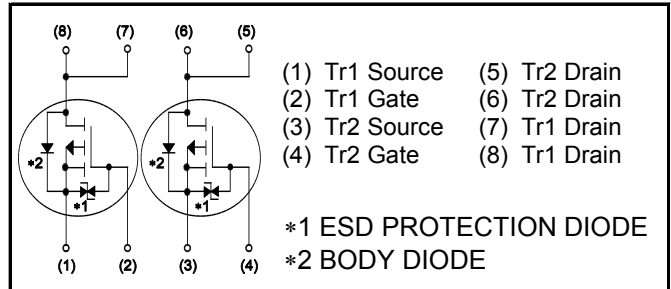 (8) (7) (6) (5)
*2 *2
*1 *1
(1) (2) (3) (4)
(1) Tr1 Source (5) Tr2 Drain
(2) Tr1 Gate (6) Tr2 Drain
(3) Tr2 Source (7) Tr1 Drain
(4) Tr2 Gate (8) Tr1 Drain
*1 ESD PROTECTION DIODE
*2 BODY DIODE